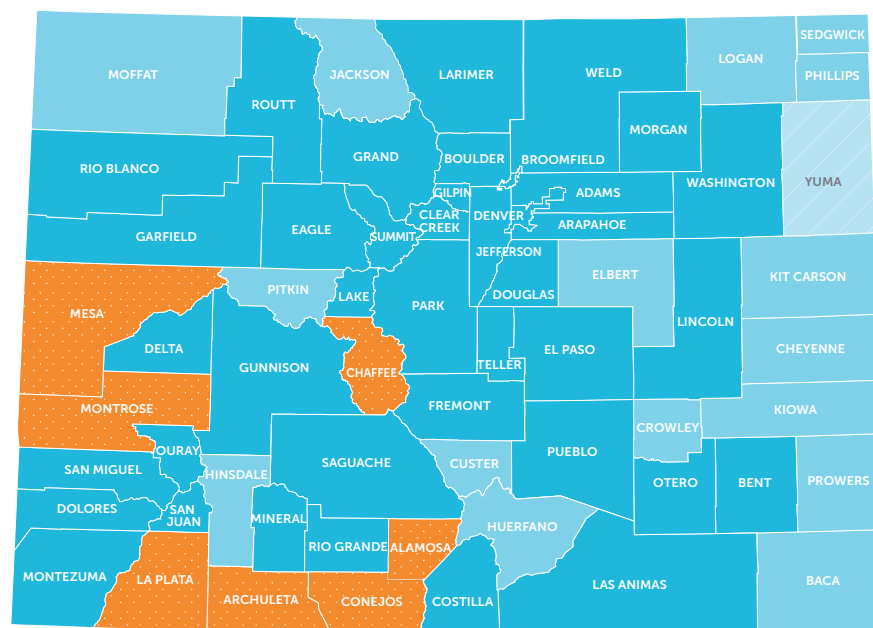 SEDGWICK
LOGAN
MOFFAT
JACKSON
LARIMER
WELD
PHILLIPS
ROUTT
MORGAN
GRAND
BOULDER
BROOMFIELD
RIO BLANCO
WASHINGTON
YUMA
GILPIN
ADAMS
CLEAR
CREEK
DENVER
ARAPAHOE
EAGLE
GARFIELD
SUMMIT
JEFFERSON
ELBERT
KIT CARSON
PITKIN
LAKE
DOUGLAS
PARK
MESA
LINCOLN
DELTA
EL PASO
CHEYENNE
GUNNISON
TELLER
CHAFFEE
MONTROSE
FREMONT
KIOWA
CROWLEY
OURAY
PUEBLO
SAGUACHE
CUSTER
SAN MIGUEL
HINSDALE
OTERO
BENT
PROWERS
DOLORES
SAN
JUAN
MINERAL
HUERFANO
RIO GRANDE
ALAMOSA
MONTEZUMA
LA PLATA
BACA
LAS ANIMAS
ARCHULETA
CONEJOS
COSTILLA